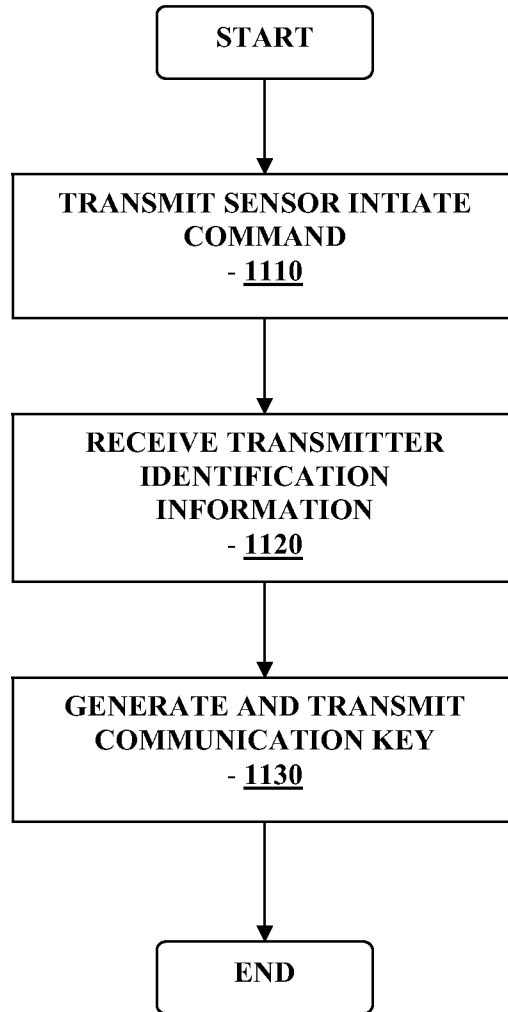 START
TRANSMIT SENSOR INTIATE
COMMAND
- 1110
RECEIVE TRANSMITTER
IDENTIFICATION
INFORMATION
- 1120
GENERATE AND TRANSMIT
COMMUNICATION KEY
- 1130
END